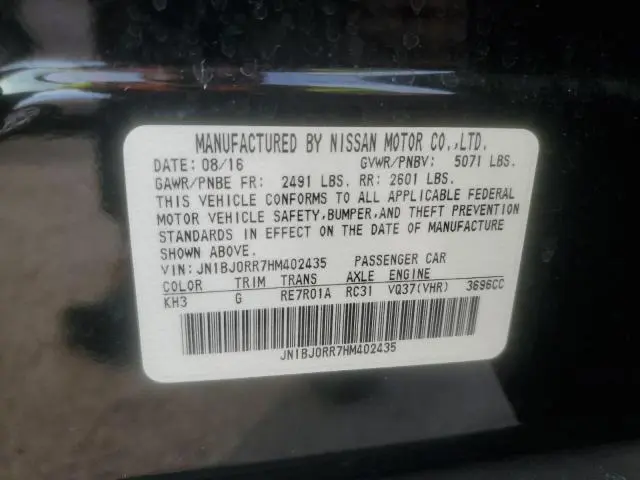 MANUFACTURED BY NISSAN MOTOR CO.,LTD.
DATE: 08/16 GVWR/PNBV: 5071 LBS.
GAWR/PNBE FR: 2491 LBS. RR: 2601 LBS.
THIS VEHICLE CONFORMS TO ALL APPLICABLE FEDERAL
MOTOR VEHICLE SAFETY,BUMPER,AND THEFT PREVENTION
STANDARDS IN EFFECT ON THE DATE OF MANUFACTURE
SHOWN ABOVE.
VIN: JN1BJ0RR7HM402435 PASSENGER CAR
COLOR TRIM TRANS AXLE ENGINE
KH3 G RE7R01A RC31 VQ37(VHR) 3696CC
JN1BJ0RR7HM402435